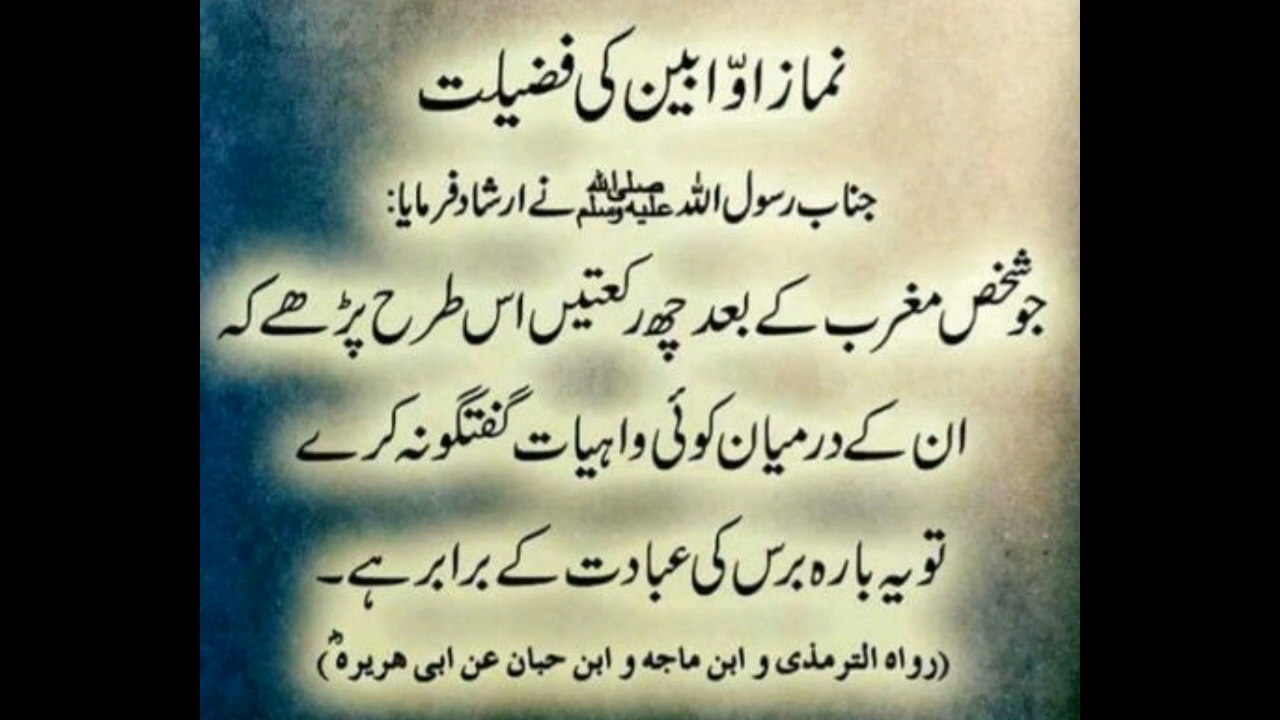 نماز اوّابین کی فضیلت
جناب رسول اللہ صلی اللہ علیہ وسلم نے ارشاد فرمایا:
جو شخص مغرب کے بعد چھ رکعتیں اس طرح پڑھے کہ
ان کے درمیان کوئی واہیات گفتگو نہ کرے
تو یہ بارہ برس کی عبادت کے برابر ہے۔
(رواہ الترمذی و ابن ماجه و ابن حبان عن ابی هریرهؓ)